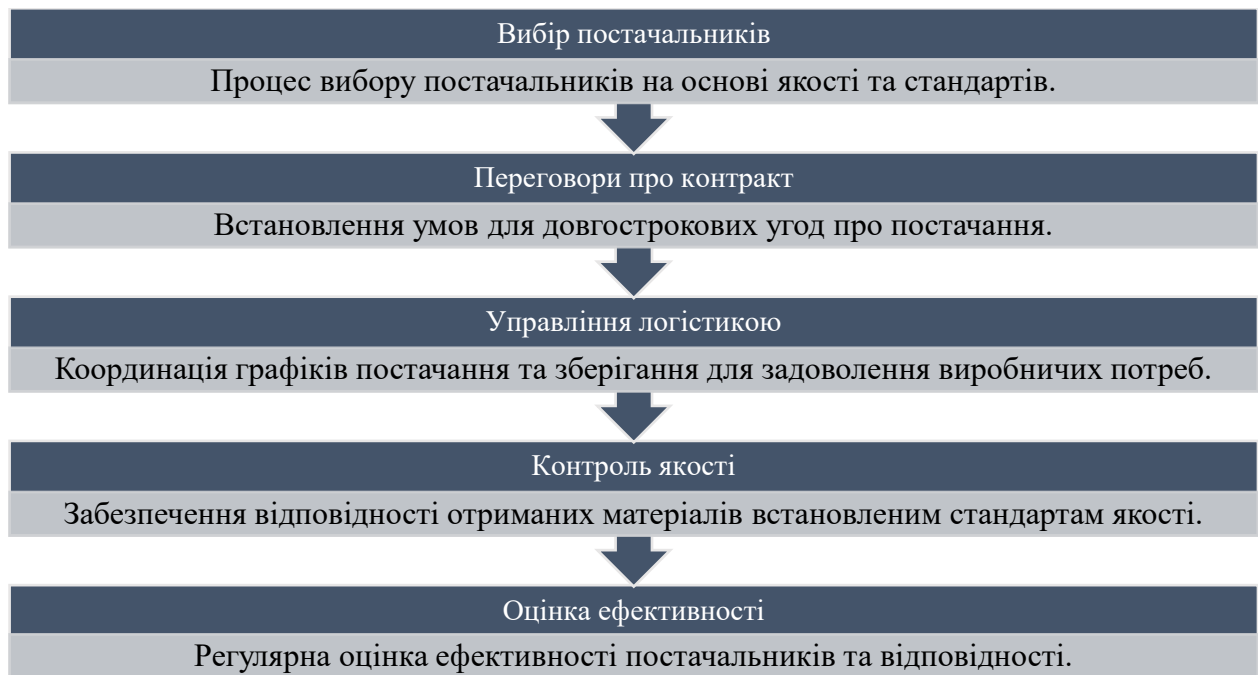 Вибір постачальників
Процес вибору постачальників на основі якості та стандартів.
Переговори про контракт
Встановлення умов для довгострокових угод про постачання.
Управління логістикою
Координація графіків постачання та зберігання для задоволення виробничих потреб.
Контроль якості
Забезпечення відповідності отриманих матеріалів встановленим стандартам якості.
Оцінка ефективності
Регулярна оцінка ефективності постачальників та відповідності.